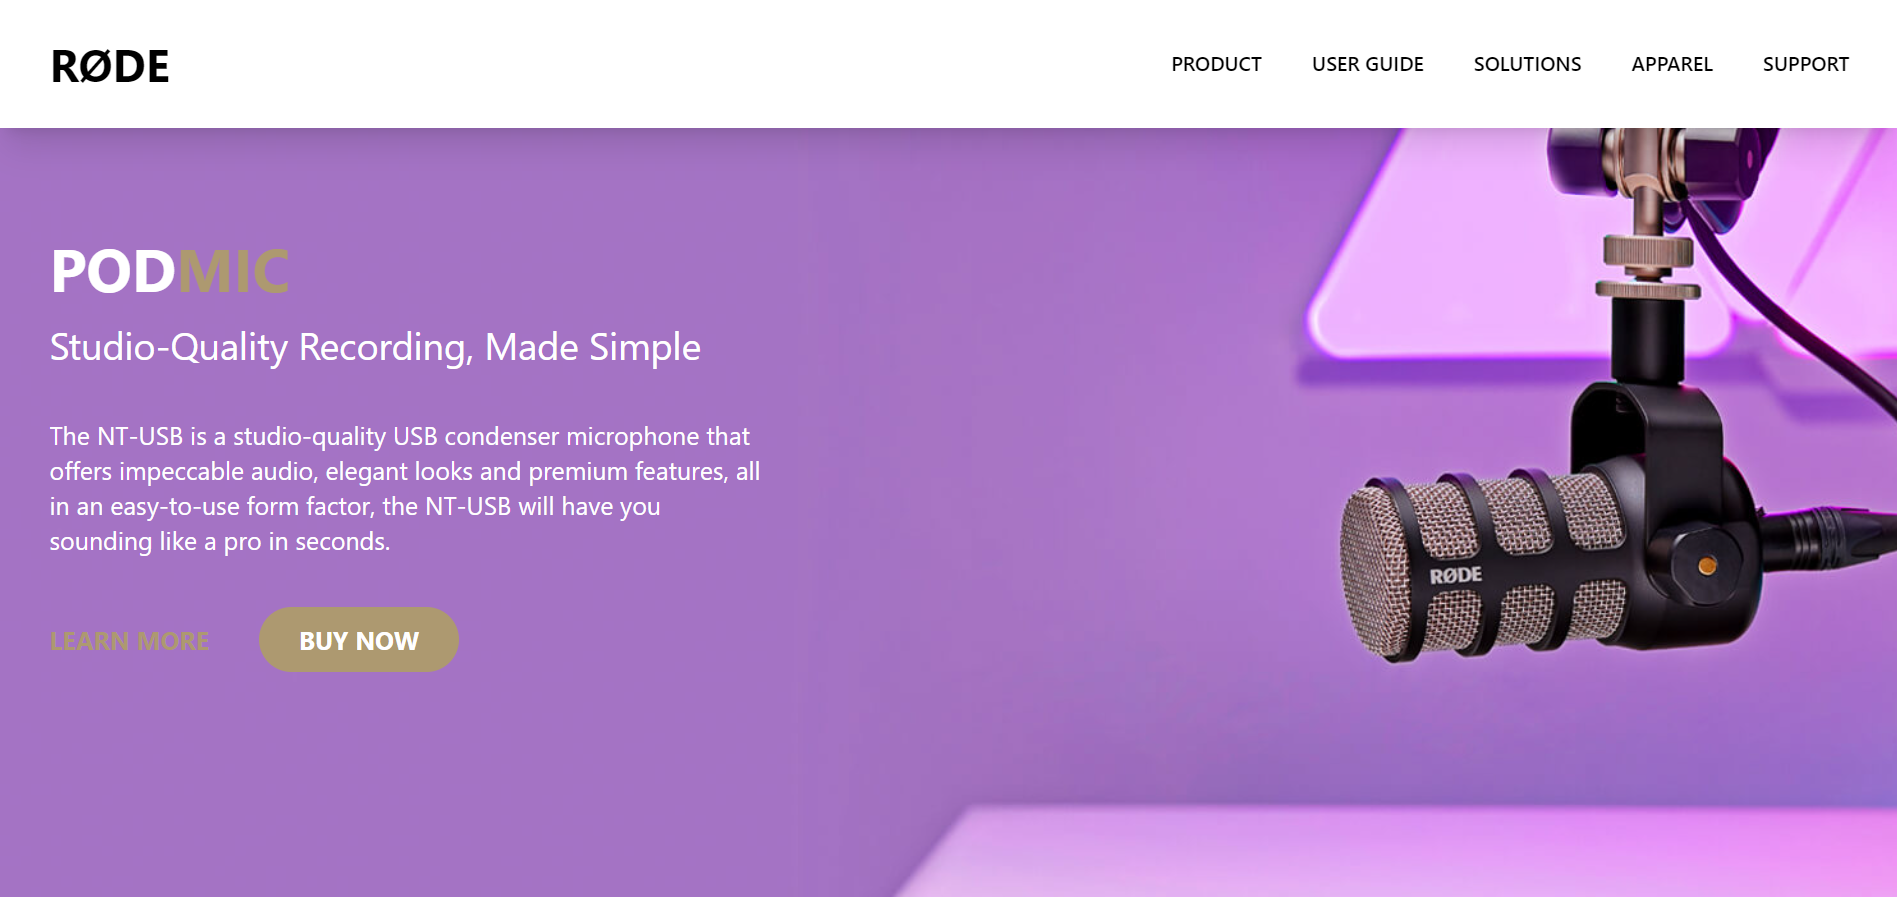 RØDE
PRODUCT USER GUIDE SOLUTIONS APPAREL SUPPORT
PODMIC
Studio-Quality Recording, Made Simple
The NT-USB is a studio-quality USB condenser microphone that
offers impeccable audio, elegant looks and premium features, all
in an easy-to-use form factor, the NT-USB will have you
sounding like a pro in seconds.
LEARN MORE BUY NOW
RØDE